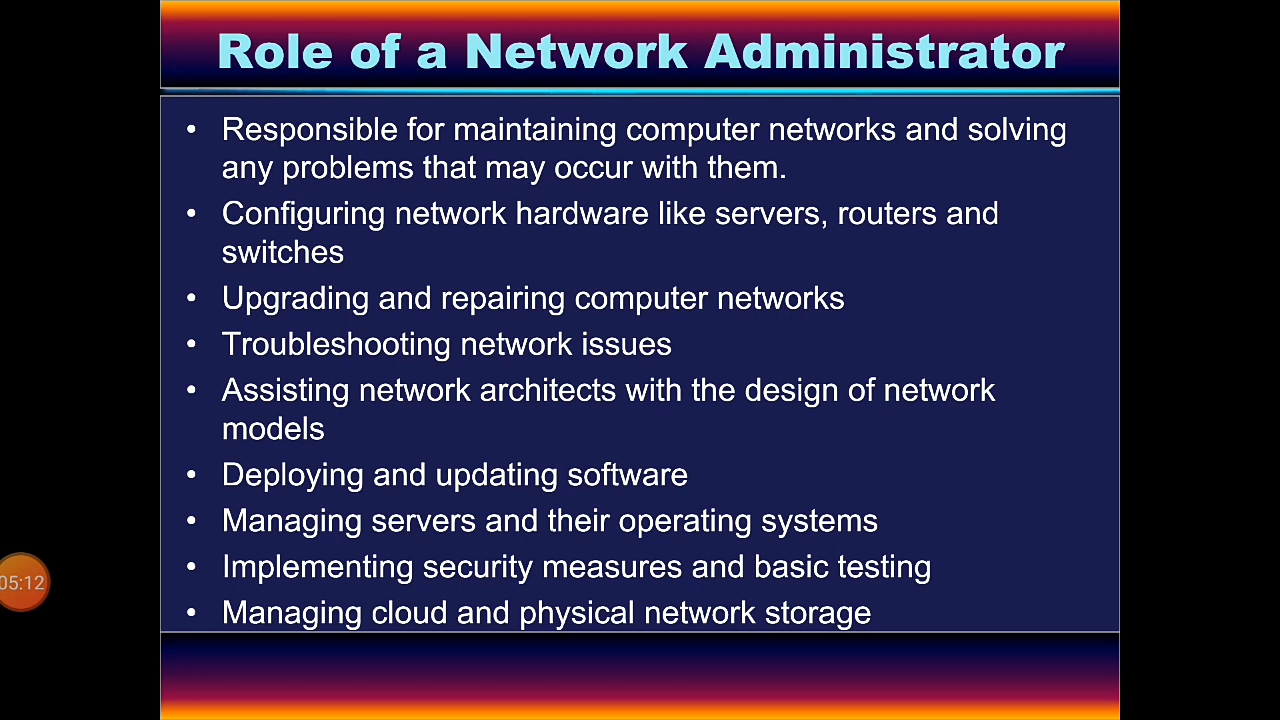 Role of a Network Administrator
• Responsible for maintaining computer networks and solving
any problems that may occur with them.
• Configuring network hardware like servers, routers and
switches
• Upgrading and repairing computer networks
• Troubleshooting network issues
• Assisting network architects with the design of network
models
• Deploying and updating software
• Managing servers and their operating systems
• Implementing security measures and basic testing
• Managing cloud and physical network storage
05:12